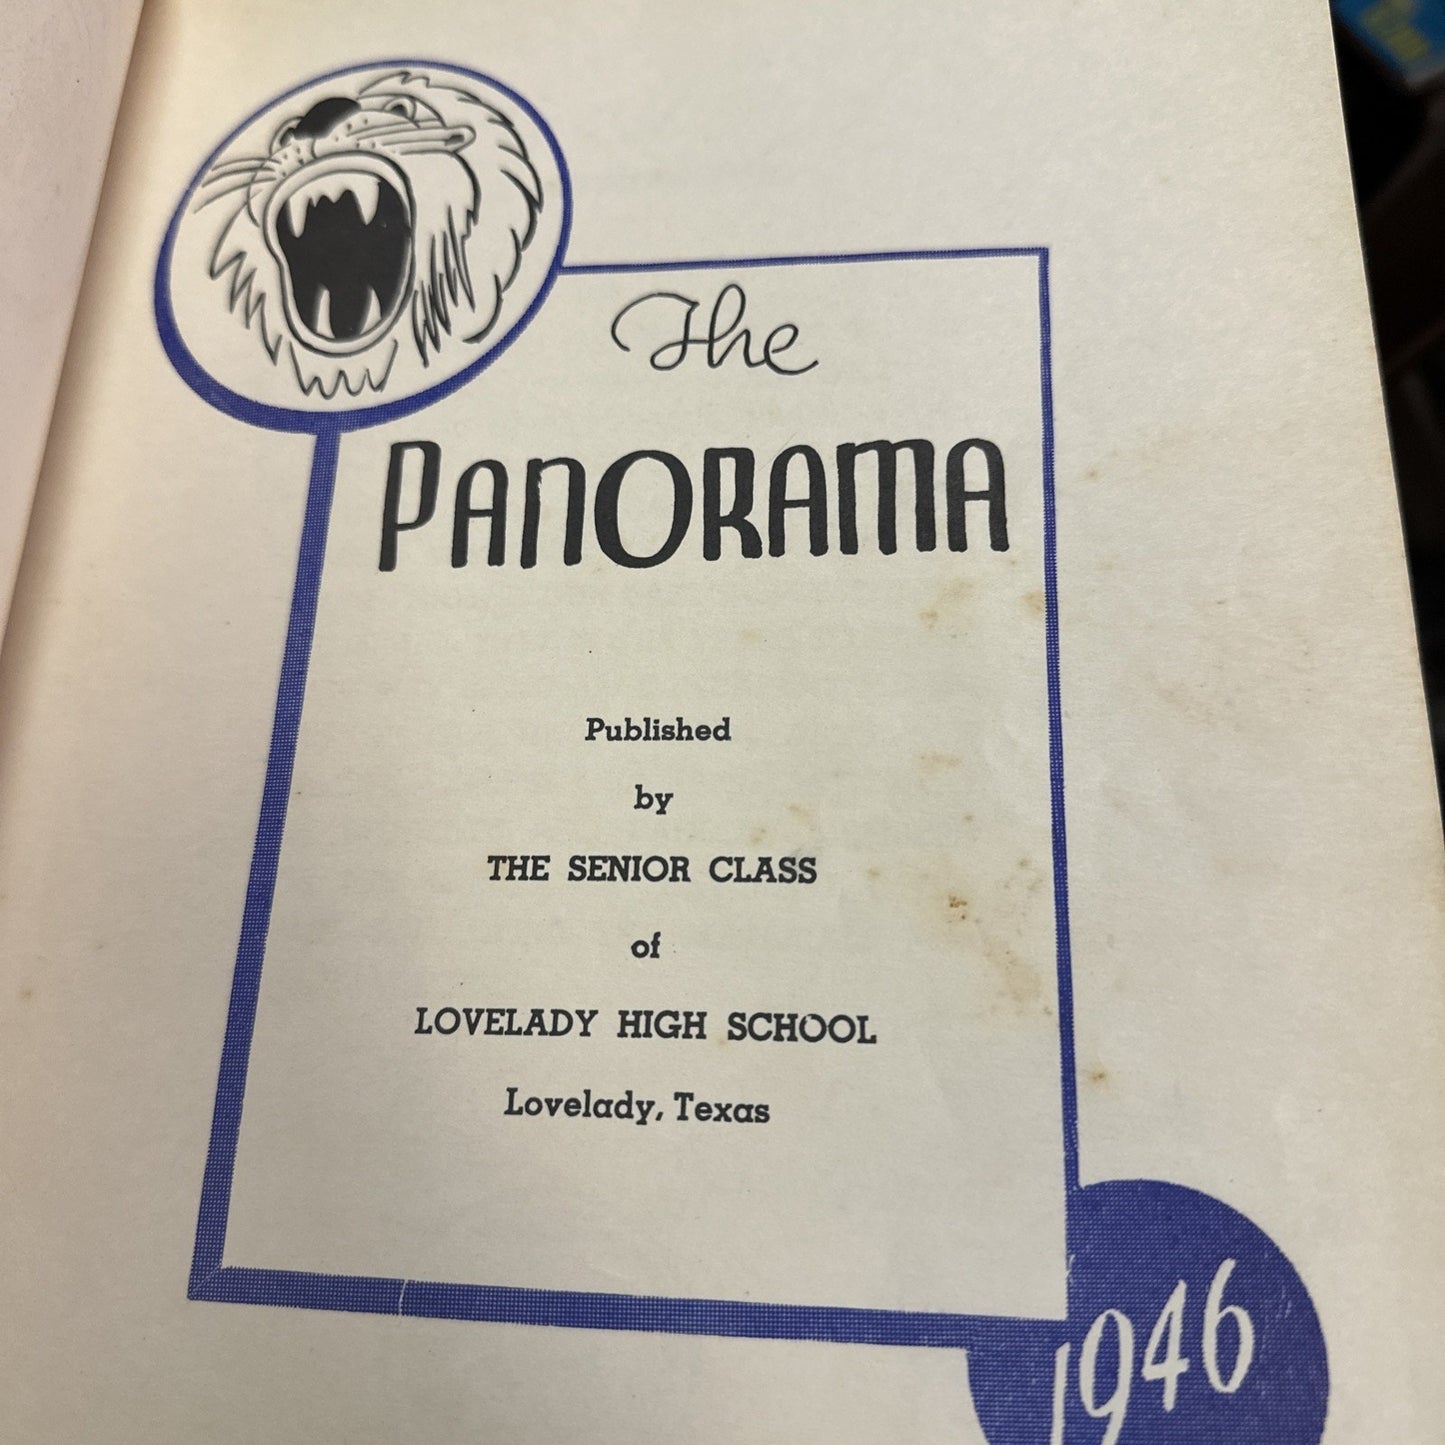 The
PANORAMA
Published
by
THE SENIOR CLASS
of
LOVELADY HIGH SCHOOL
Lovelady, Texas
1946